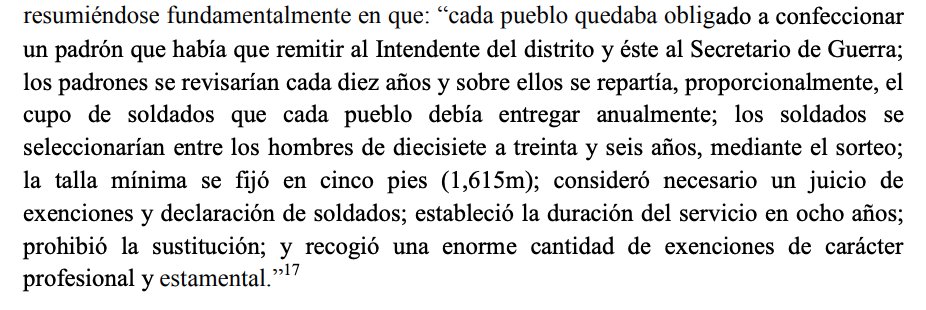 resumiéndose fundamentalmente en que: “cada pueblo quedaba obligado a confeccionar
un padrón que había que remitir al Intendente del distrito y éste al Secretario de Guerra;
los padrones se revisarían cada diez años y sobre ellos se repartía, proporcionalmente, el
cupo de soldados que cada pueblo debía entregar anualmente; los soldados se
seleccionarían entre los hombres de diecisiete a treinta y seis años, mediante el sorteo;
la talla mínima se fijó en cinco pies (1,615m); consideró necesario un juicio de
exenciones y declaración de soldados; estableció la duración del servicio en ocho años;
prohibió la sustitución; y recogió una enorme cantidad de exenciones de carácter
profesional y estamental.”17